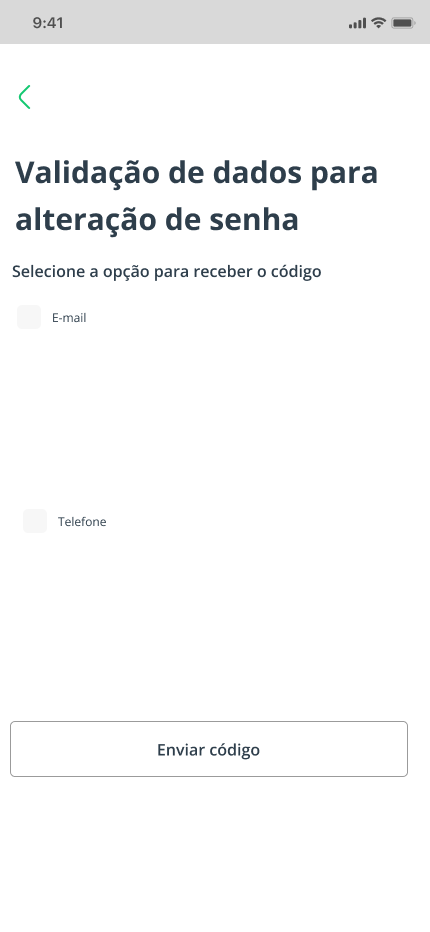 9:41
Validação de dados para
alteração de senha
Selecione a opção para receber o código
E-mail
Telefone
Enviar código